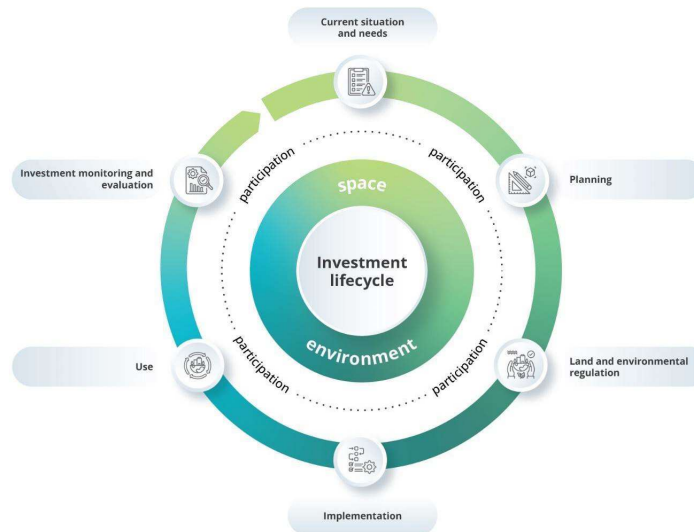 Current situation
and needs
Investment monitoring and
evaluation
participation
participation
Planning
space
Investment
lifecycle
environment
Use
participation
participation
Land and environmental
regulation
Implementation